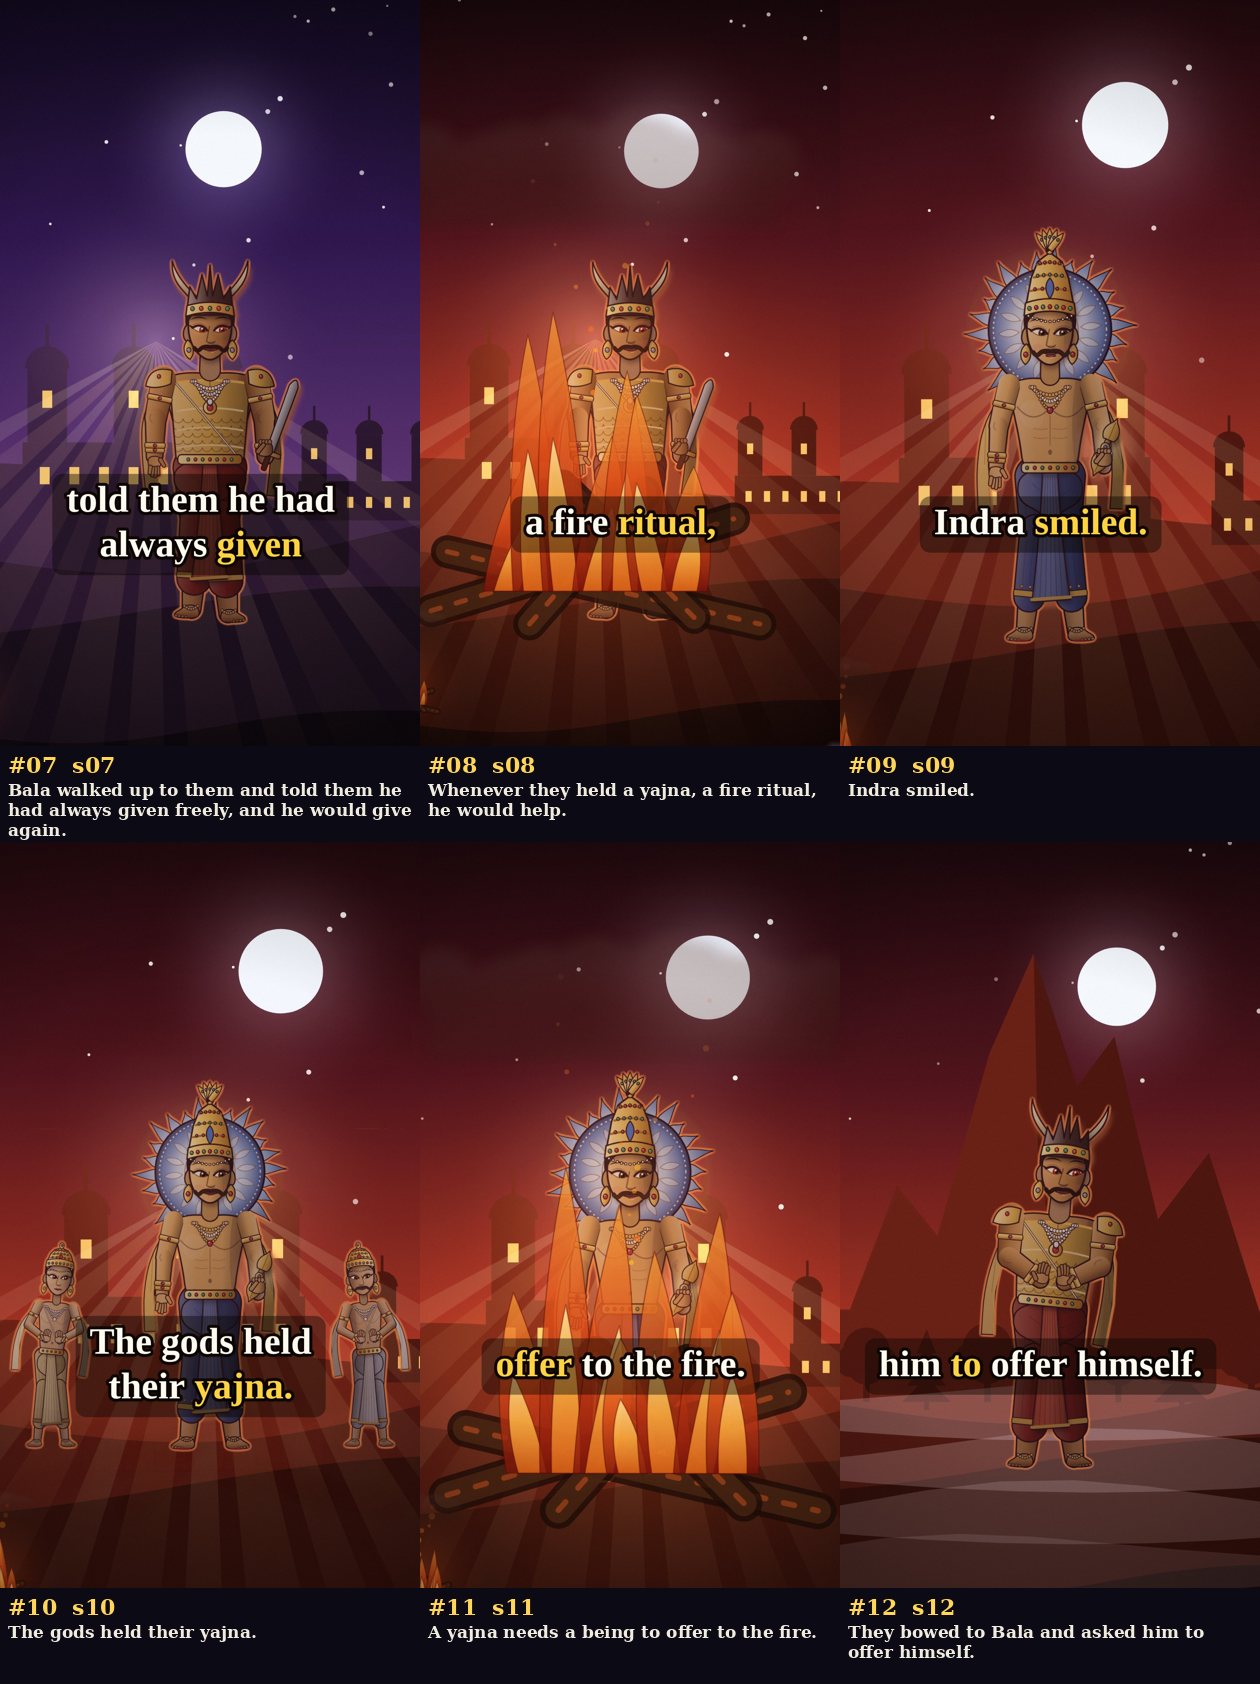 told them he had
always given
a fire ritual,
Indra smiled.
#07 s07
Bala walked up to them and told them he
had always given freely, and he would give
again.
#08 s08
Whenever they held a yajna, a fire ritual,
he would help.
#09 s09
Indra smiled.
The gods held
their yajna.
offer to the fire.
him to offer himself.
#10 s10
The gods held their yajna.
#11 s11
A yajna needs a being to offer to the fire.
#12 s12
They bowed to Bala and asked him to
offer himself.